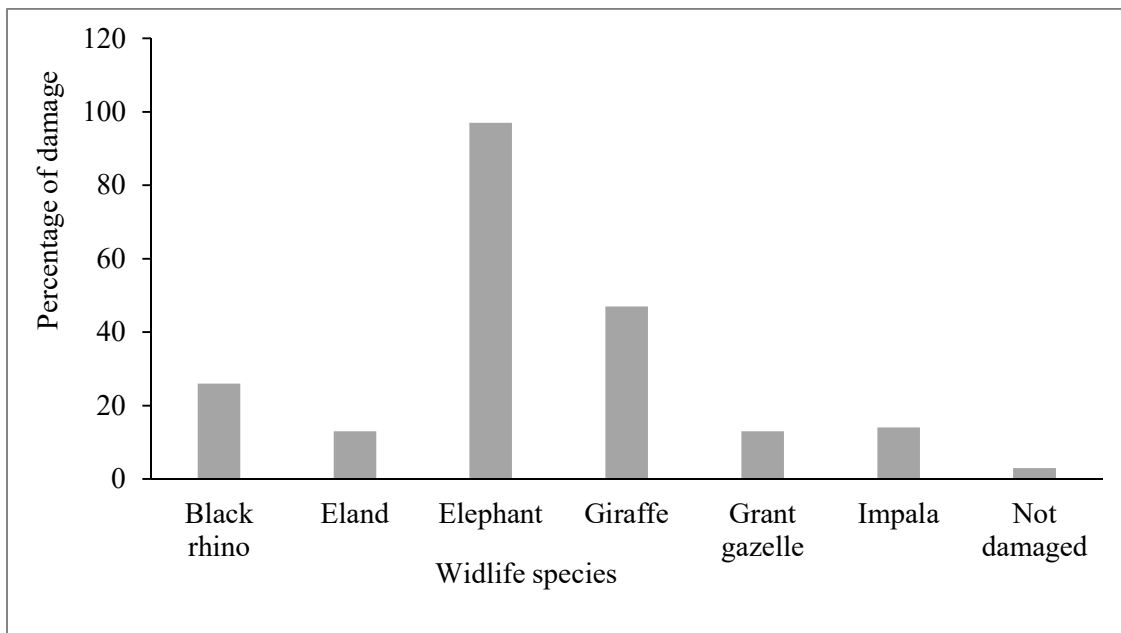 120
100
80
60
40
20
0
Percentage of damage
Black rhino
Eland
Elephant
Giraffe
Grant gazelle
Impala
Not damaged
Widlife species